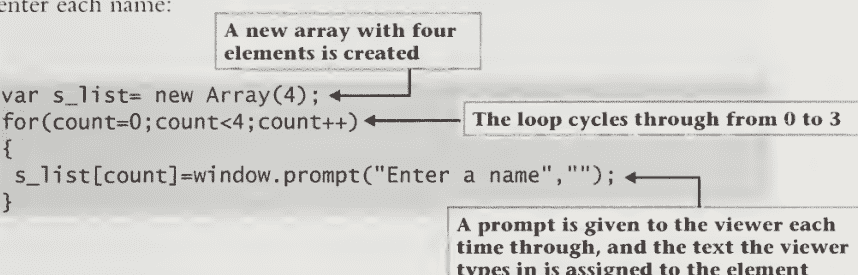 enter each name:
A new array with four
elements is created
var s_list= new Array(4);
for(count=0;count<4;count++)
The loop cycles through from 0 to 3
{
s_list[count]=window.prompt("Enter a name","");
}
A prompt is given to the viewer each
time through, and the text the viewer
types in is assigned to the element